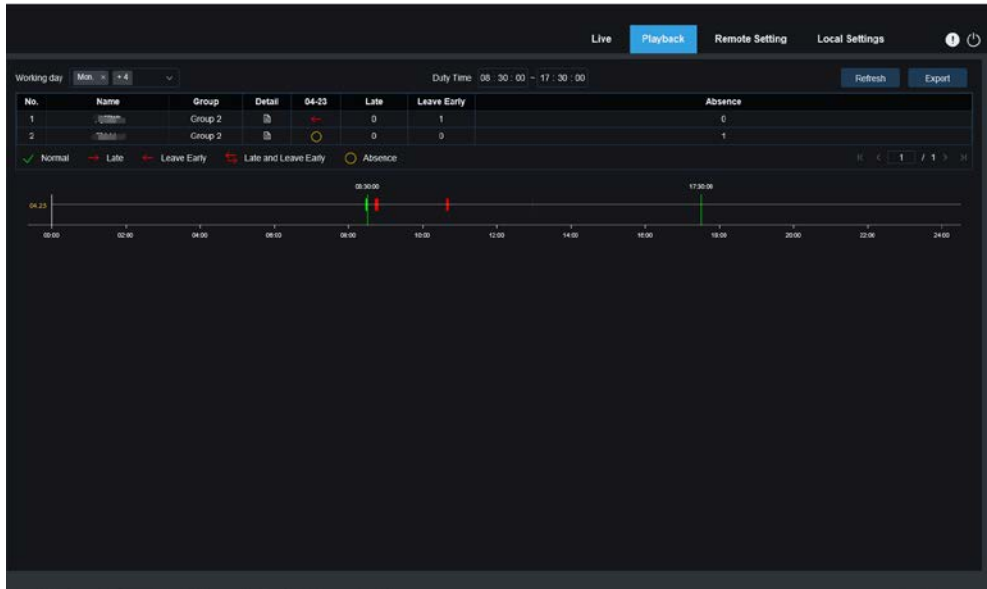 Live Playback Remote Setting Local Settings
Working day Mon. × +4 Duty Time 08 : 30 : 00 ~ 17 : 30 : 00 Refresh Export
No. Name Group Detail 04-23 Late Leave Early Absence
1 Group 2 0 1 0
2 Group 2 0 0 1
Normal Late Leave Early Late and Leave Early Absence 1 / 1
08:30:00 17:30:00
04.23
00:00 02:00 04:00 06:00 08:00 10:00 12:00 14:00 16:00 18:00 20:00 22:00 24:00